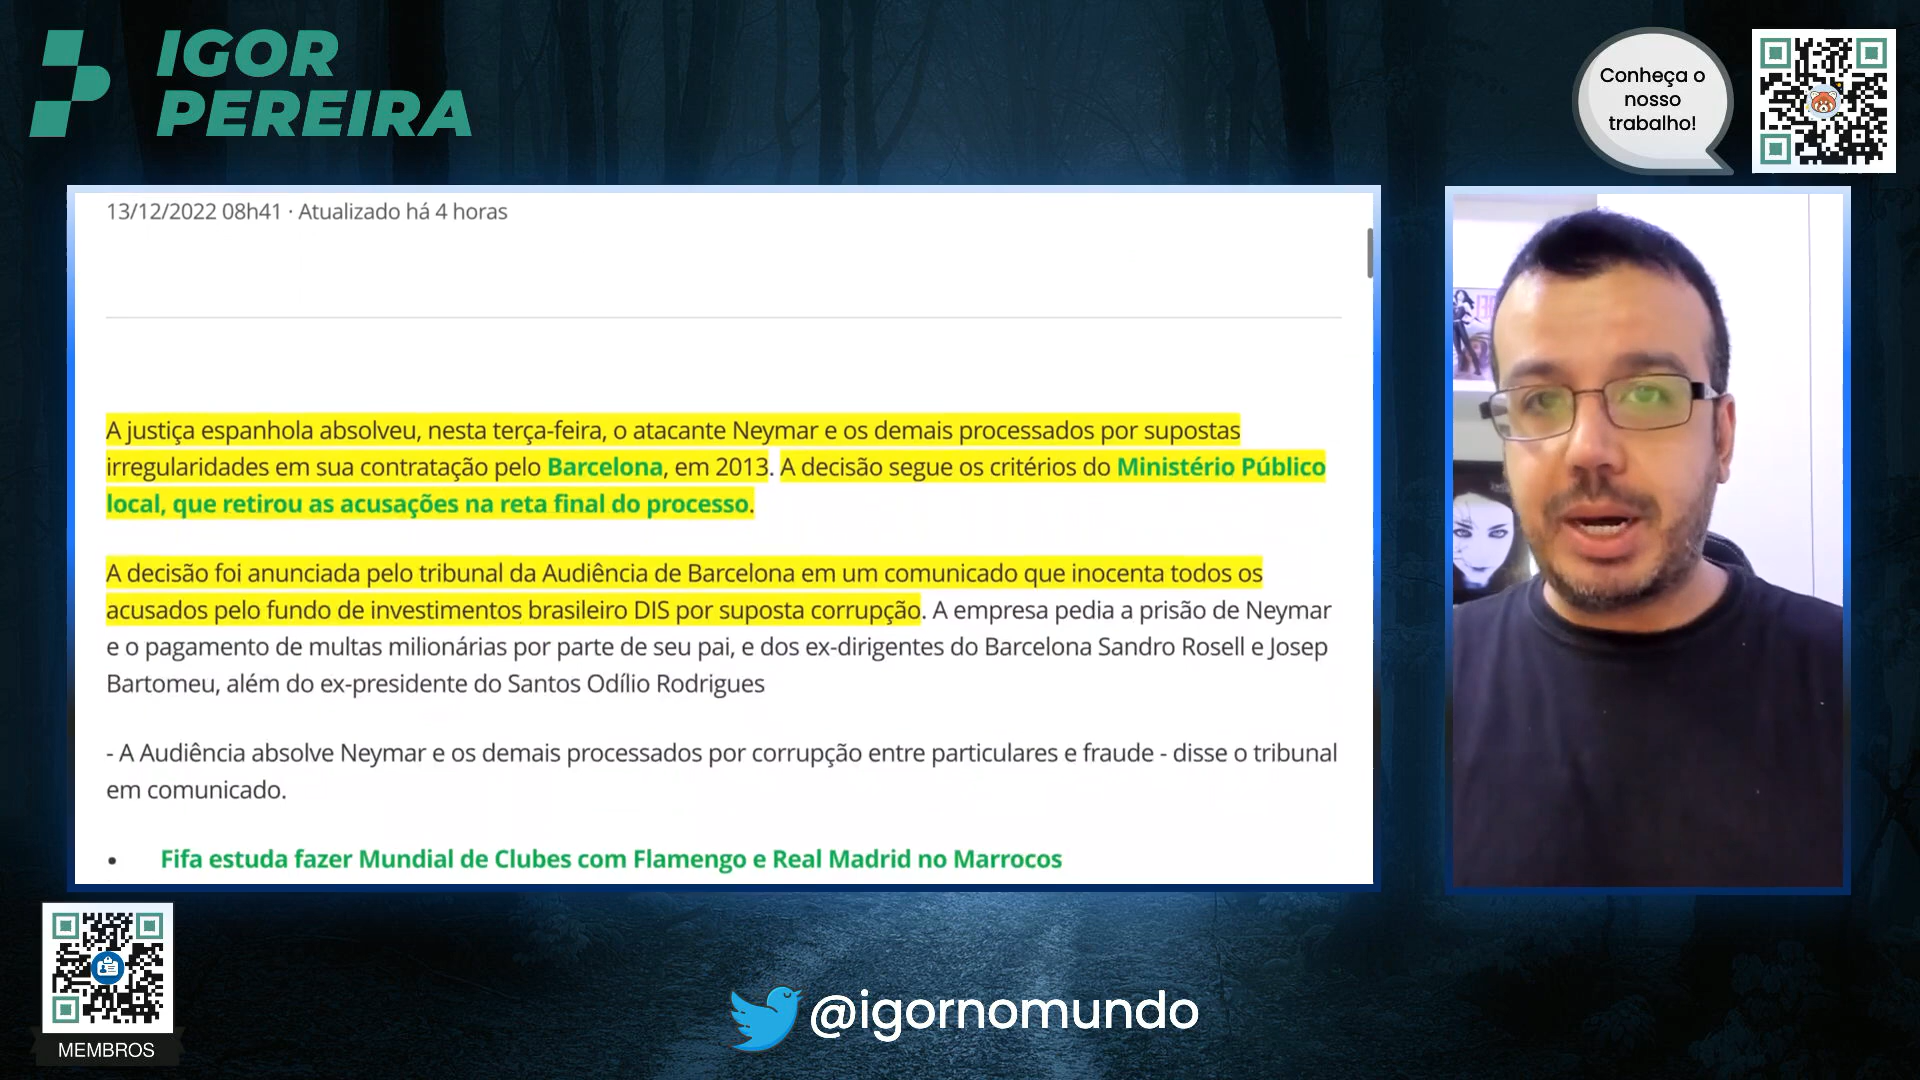 IGOR
PEREIRA
Conheça o
nosso
trabalho!
13/12/2022 08h41 · Atualizado há 4 horas
A justiça espanhola absolveu, nesta terça-feira, o atacante Neymar e os demais processados por supostas
irregularidades em sua contratação pelo Barcelona, em 2013. A decisão segue os critérios do Ministério Público
local, que retirou as acusações na reta final do processo.
A decisão foi anunciada pelo tribunal da Audiência de Barcelona em um comunicado que inocenta todos os
acusados pelo fundo de investimentos brasileiro DIS por suposta corrupção. A empresa pedia a prisão de Neymar
e o pagamento de multas milionárias por parte de seu pai, e dos ex-dirigentes do Barcelona Sandro Rosell e Josep
Bartomeu, além do ex-presidente do Santos Odílio Rodrigues
- A Audiência absolve Neymar e os demais processados por corrupção entre particulares e fraude - disse o tribunal
em comunicado.
• Fifa estuda fazer Mundial de Clubes com Flamengo e Real Madrid no Marrocos
MEMBROS
@igornomundo